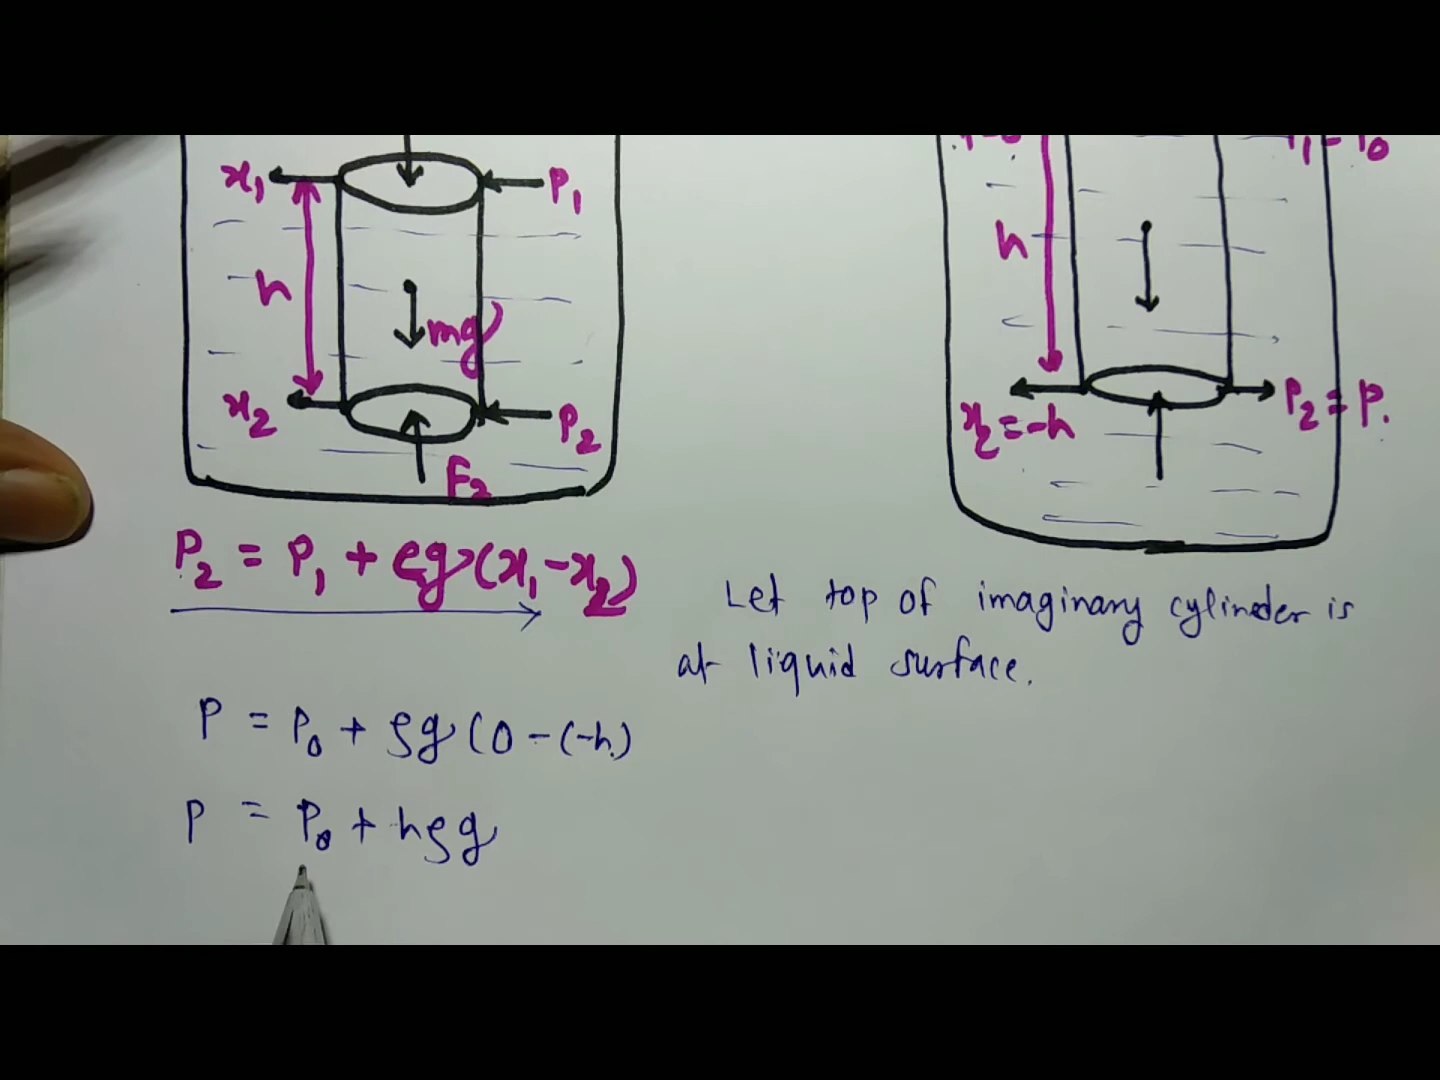 x₁ P₁
h
mg
x₂ P₂
F₂
h
x₂ = -h P₂ = P.
P₂ = P₁ + ρg(x₁-x₂)
Let top of imaginary cylinder is
at liquid surface.
P = P₀ + ρg(0-(-h)
P = P₀ + hρg